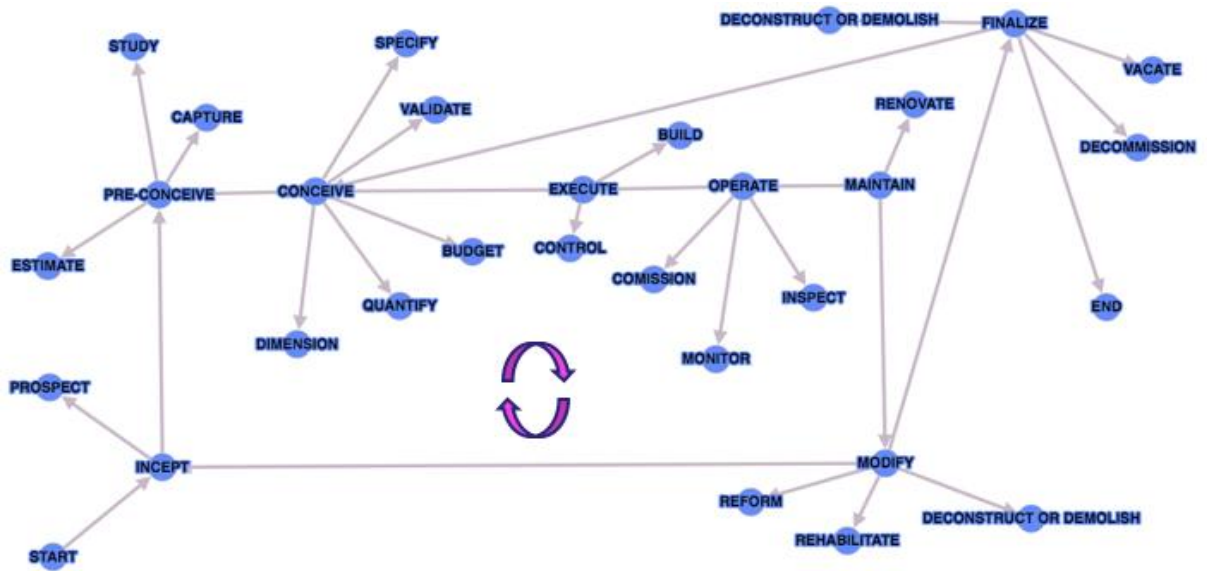 DECONSTRUCT OR DEMOLISH
FINALIZE
STUDY
SPECIFY
VACATE
CAPTURE
VALIDATE
RENOVATE
BUILD
DECOMMISSION
PRE-CONCEIVE
CONCEIVE
EXECUTE
OPERATE
MAINTAIN
ESTIMATE
BUDGET
CONTROL
COMISSION
INSPECT
QUANTIFY
END
DIMENSION
MONITOR
PROSPECT
INCEPT
MODIFY
REFORM
DECONSTRUCT OR DEMOLISH
REHABILITATE
START